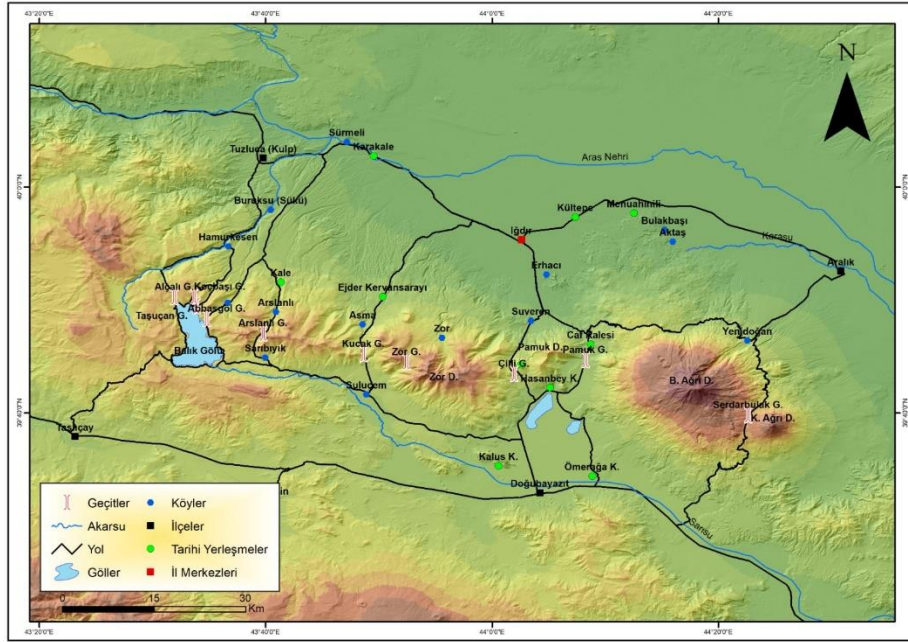 43°20'0"E
43°40'0"E
44°0'0"E
44°20'0"E
N
Sürmeli
Karakale
Tuzluca (Kulp)
Aras Nehri
40°0'0"N
40°0'0"N
Buraksu (Sükü)
Kültepe
Menuahinili
Bulakbaşı
Aktaş
Iğdır
Karasu
Hamurkesen
Erhacı
Aralık
Kale
Alçalı G.
Koçbaşı G.
Ejder Kervansarayı
Taşuçan G.
Abbasgöl G.
Arslanlı
Arslanlı G.
Asma
Zor
Suveren
Caf Kalesi
Yenidoğan
Balık Gölü
Sarıbıyık
Kucak G.
Zor G.
Pamuk D.
Pamuk G.
Çilli G.
Zor D.
Hasanbey K.
B. Ağrı D.
Suluçem
Serdarbulak G.
K. Ağrı D.
39°40'0"N
39°40'0"N
Taşlıçay
Kalus K.
Ömerağa K.
Doğubayazıt
Sarısu
Geçitler
Köyler
Akarsu
İlçeler
Yol
Tarihi Yerleşmeler
Göller
İl Merkezleri
0
15
30
Km
43°20'0"E
43°40'0"E
44°0'0"E
44°20'0"E